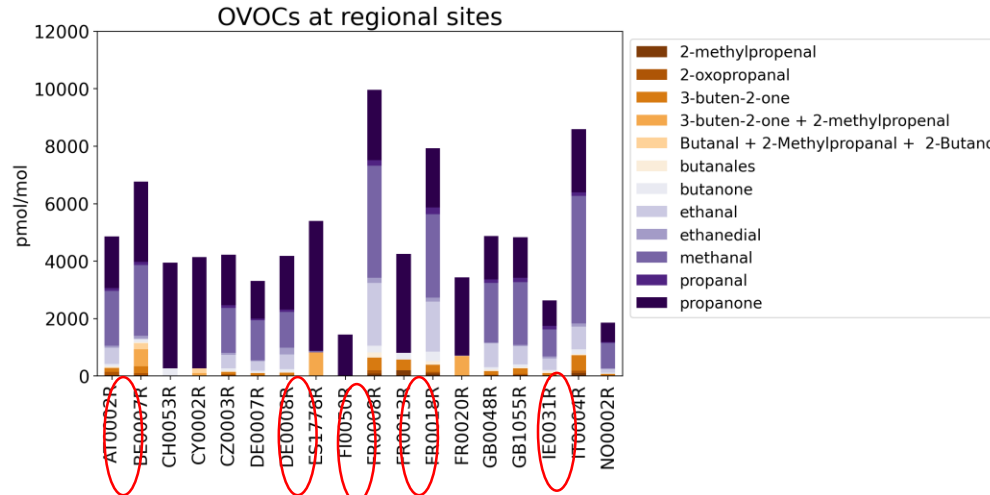 OVOCs at regional sites
12000
10000
8000
6000
4000
2000
0
pmol/mol
AT0002R
BE0007R
CH0053R
CY0002R
CZ0003R
DE0007R
DE0008R
ES1778R
FI0050R
FR0008R
FR0013R
FR0018R
FR0020R
GB0048R
GB1055R
IE0031R
IT0004R
NO0002R
2-methylpropenal
2-oxopropanal
3-buten-2-one
3-buten-2-one + 2-methylpropenal
Butanal + 2-Methylpropanal + 2-Butano
butanales
butanone
ethanal
ethanedial
methanal
propanal
propanone